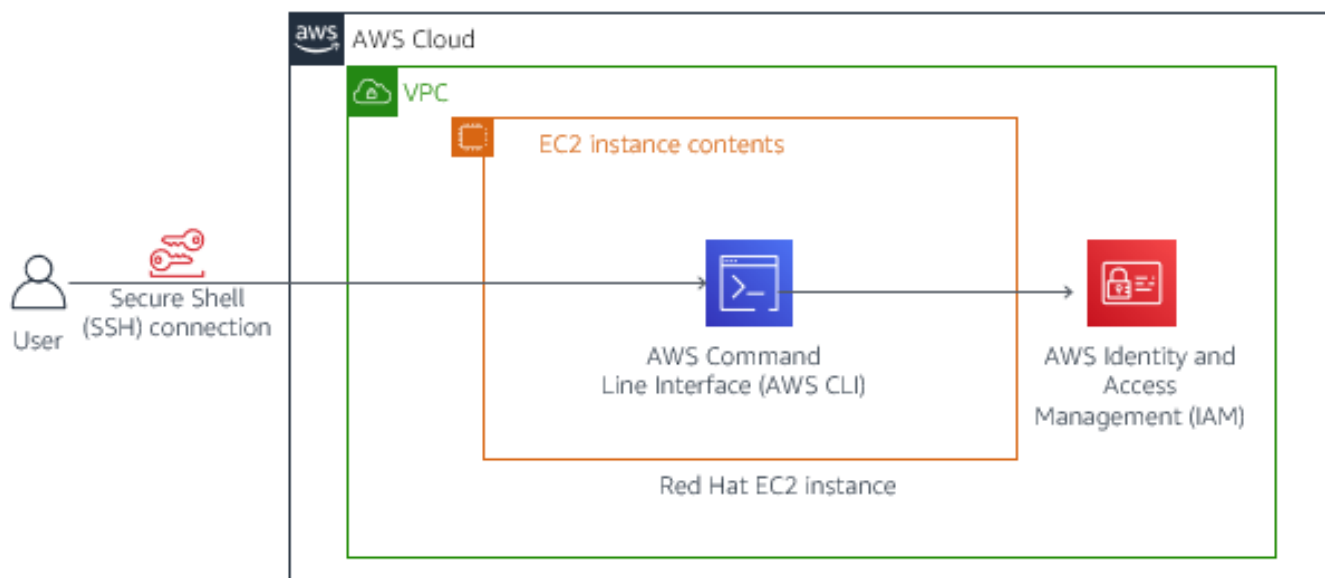 aws
AWS Cloud
VPC
EC2 instance contents
Secure Shell
(SSH) connection
User
AWS Command
Line Interface (AWS CLI)
AWS Identity and
Access
Management (IAM)
Red Hat EC2 instance